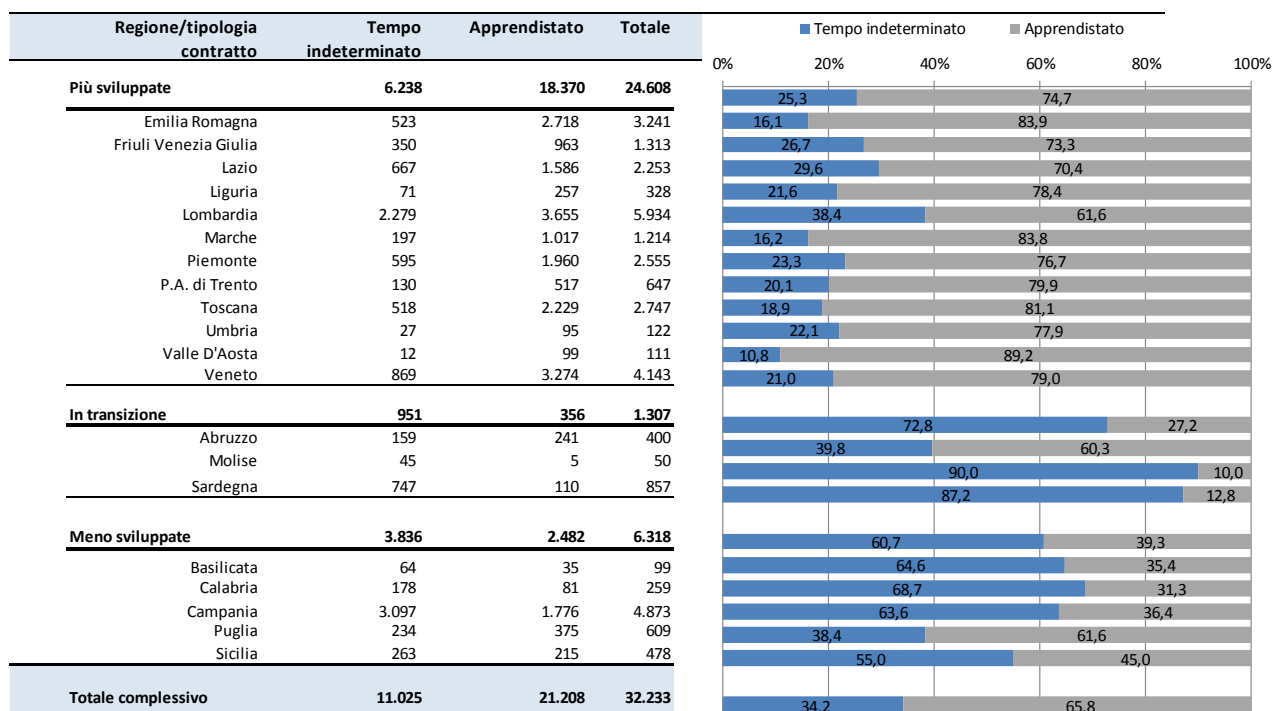 Regione/tipologia contratto Tempo indeterminato Apprendistato Totale
Tempo indeterminato Apprendistato
0% 20% 40% 60% 80% 100%
Più sviluppate 6.238 18.370 24.608 25,3 74,7
Emilia Romagna 523 2.718 3.241 16,1 83,9
Friuli Venezia Giulia 350 963 1.313 26,7 73,3
Lazio 667 1.586 2.253 29,6 70,4
Liguria 71 257 328 21,6 78,4
Lombardia 2.279 3.655 5.934 38,4 61,6
Marche 197 1.017 1.214 16,2 83,8
Piemonte 595 1.960 2.555 23,3 76,7
P.A. di Trento 130 517 647 20,1 79,9
Toscana 518 2.229 2.747 18,9 81,1
Umbria 27 95 122 22,1 77,9
Valle D'Aosta 12 99 111 10,8 89,2
Veneto 869 3.274 4.143 21,0 79,0
In transizione 951 356 1.307 72,8 27,2
Abruzzo 159 241 400 39,8 60,3
Molise 45 5 50 90,0 10,0
Sardegna 747 110 857 87,2 12,8
Meno sviluppate 3.836 2.482 6.318 60,7 39,3
Basilicata 64 35 99 64,6 35,4
Calabria 178 81 259 68,7 31,3
Campania 3.097 1.776 4.873 63,6 36,4
Puglia 234 375 609 38,4 61,6
Sicilia 263 215 478 55,0 45,0
Totale complessivo 11.025 21.208 32.233 34,2 65,8